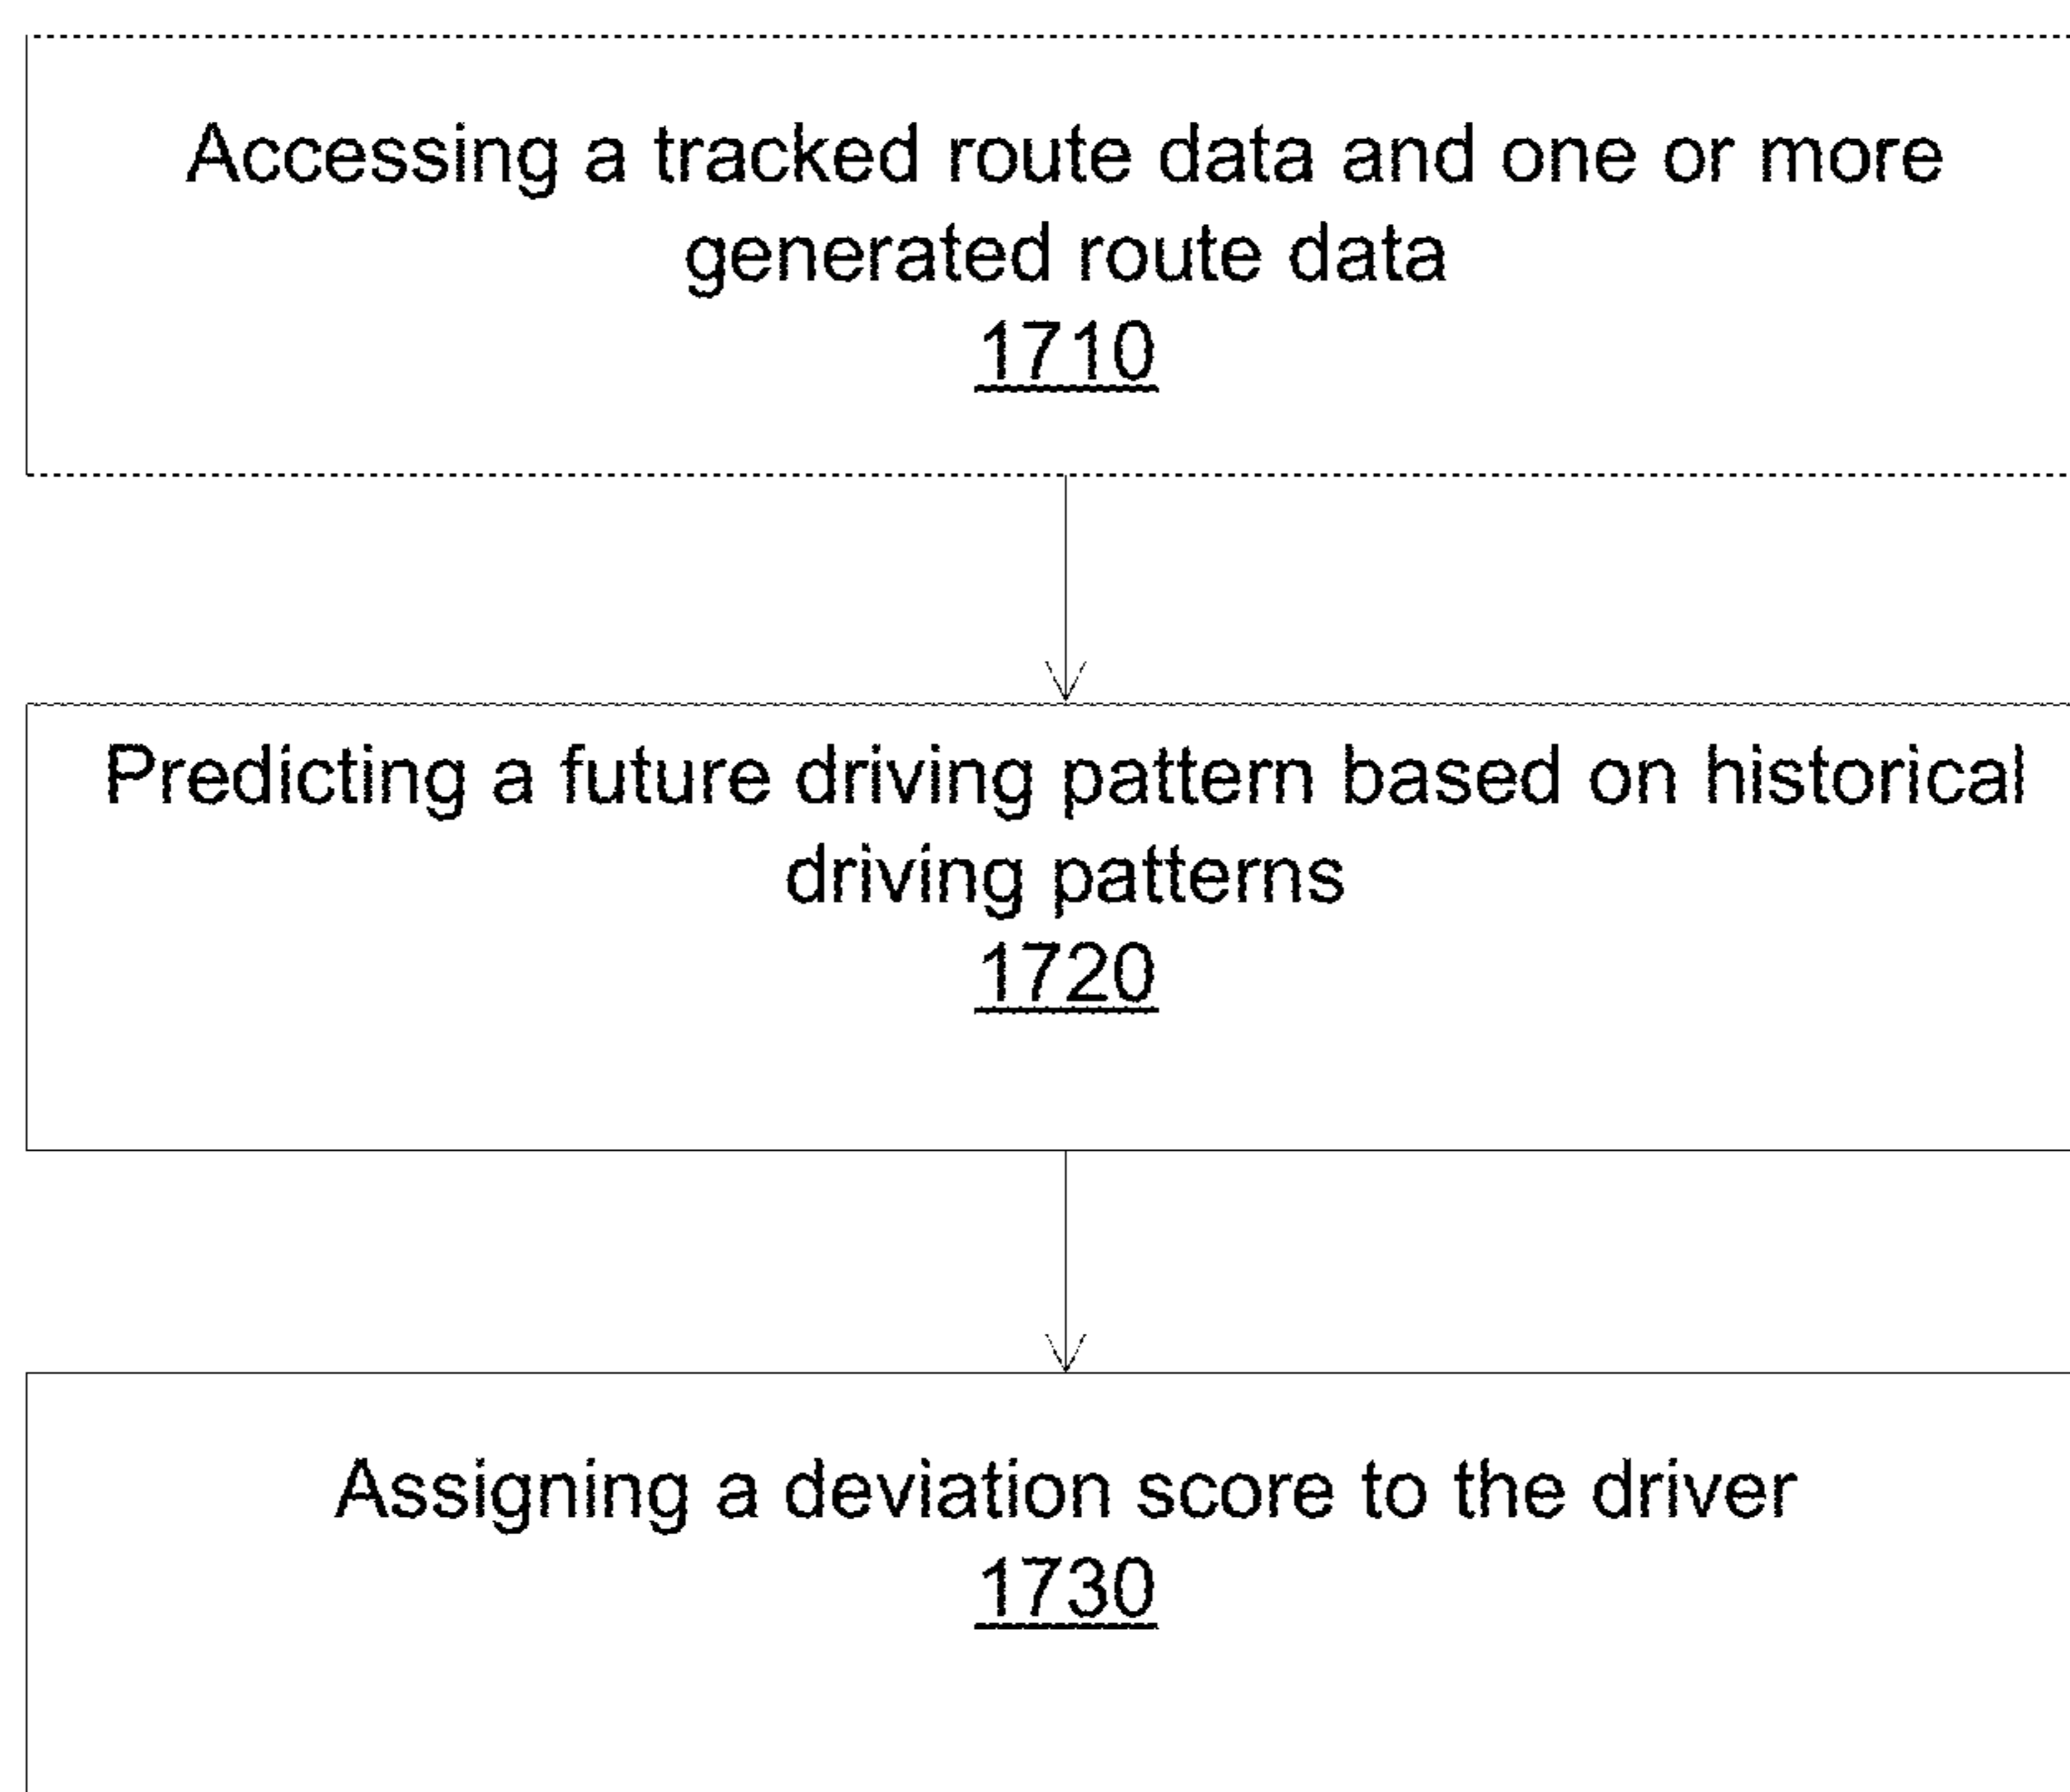 Accessing a tracked route data and one or more
generated route data
1710
Predicting a future driving pattern based on historical
driving patterns
1720
Assigning a deviation score to the driver
1730